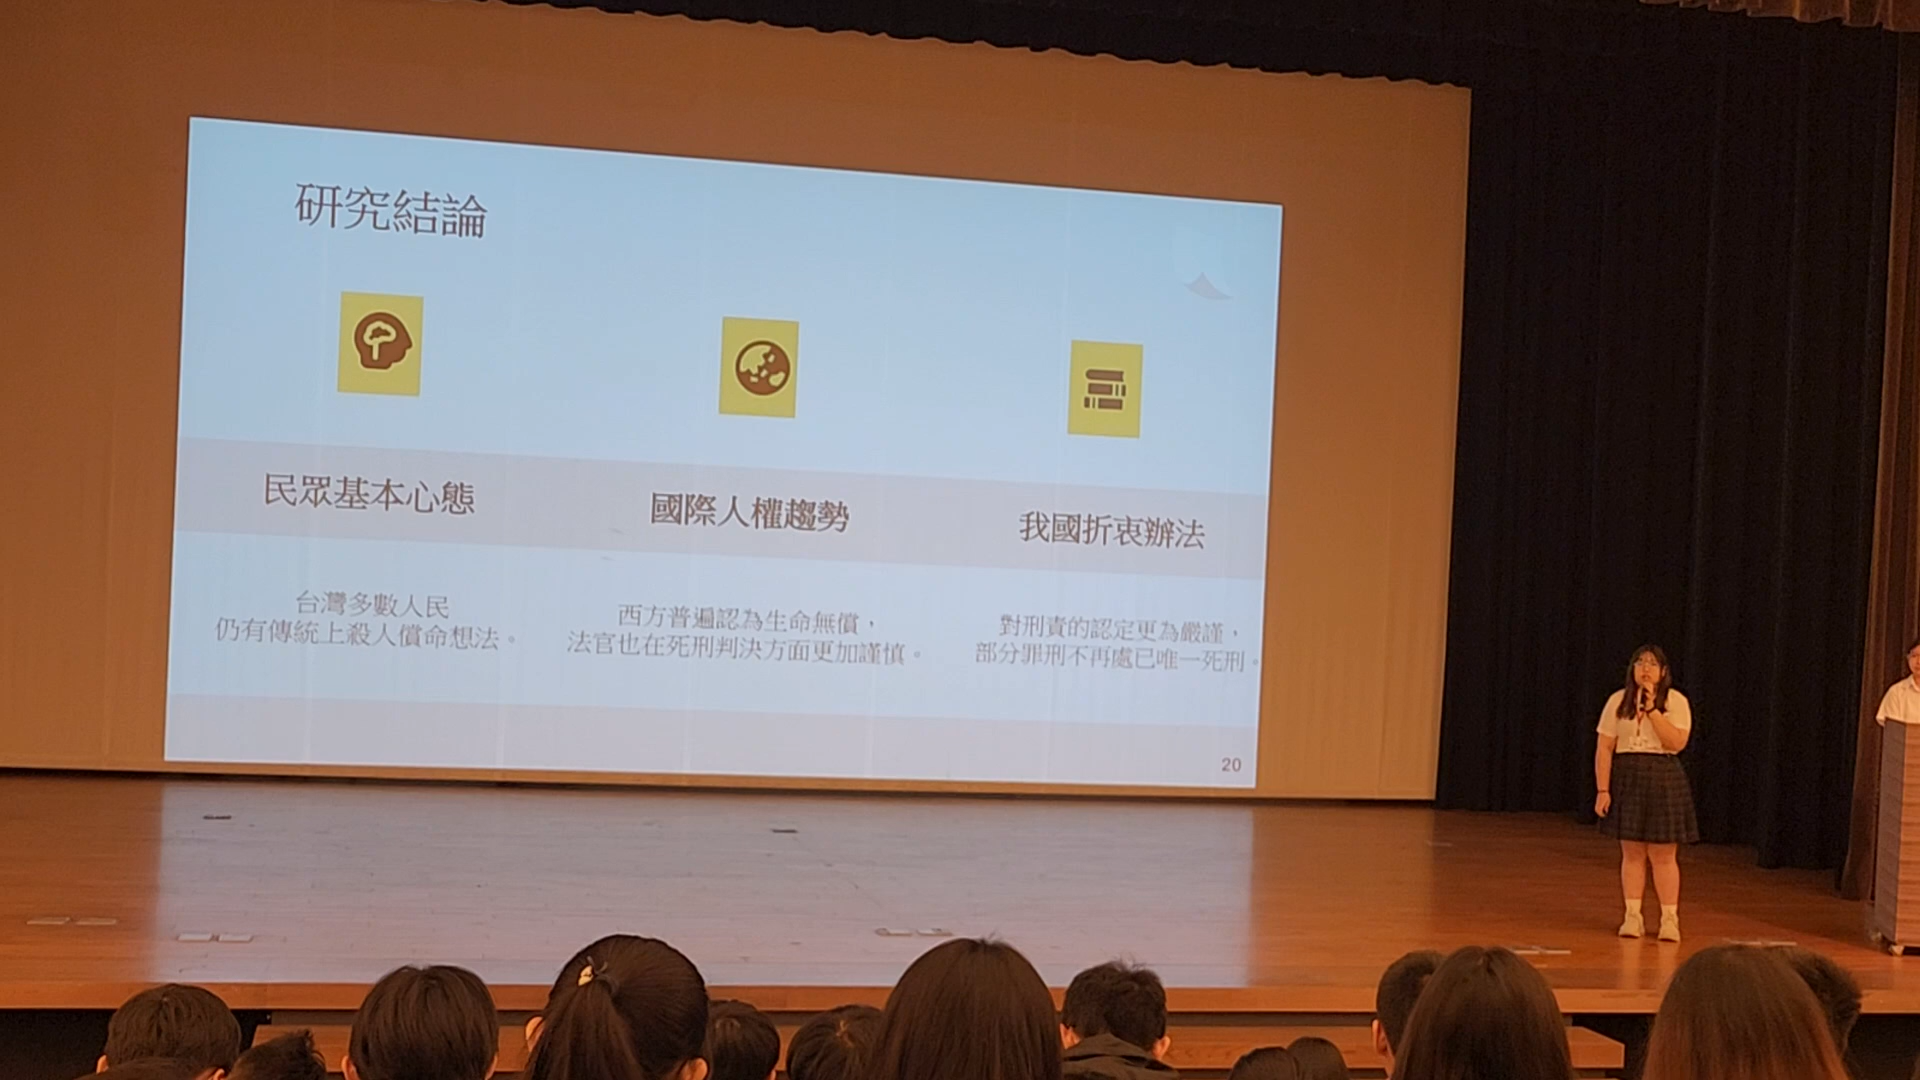 研究結論
民眾基本心態
國際人權趨勢
我國折衷辦法
台灣多數人民
仍有傳統上殺人償命想法。
西方普遍認為生命無償，
法官也在死刑判決方面更加謹慎。
對刑責的認定更為嚴謹，
部分罪刑不再處已唯一死刑。
20